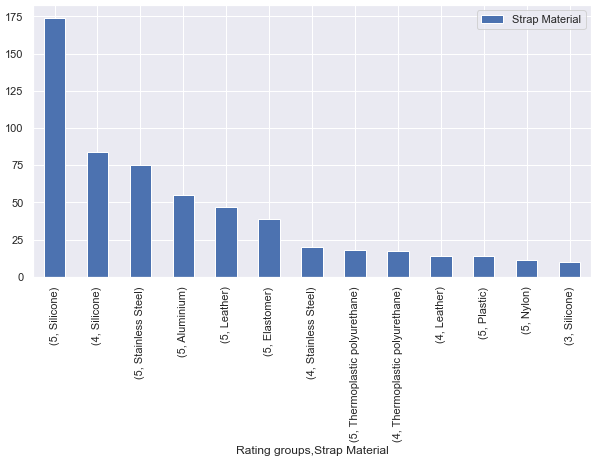 175
150
125
100
75
50
25
0
Strap Material
(5, Silicone)
(4, Silicone)
(5, Stainless Steel)
(5, Aluminium)
(5, Leather)
(5, Elastomer)
(4, Stainless Steel)
(5, Thermoplastic polyurethane)
(4, Thermoplastic polyurethane)
(4, Leather)
(5, Plastic)
(5, Nylon)
(3, Silicone)
Rating groups,Strap Material